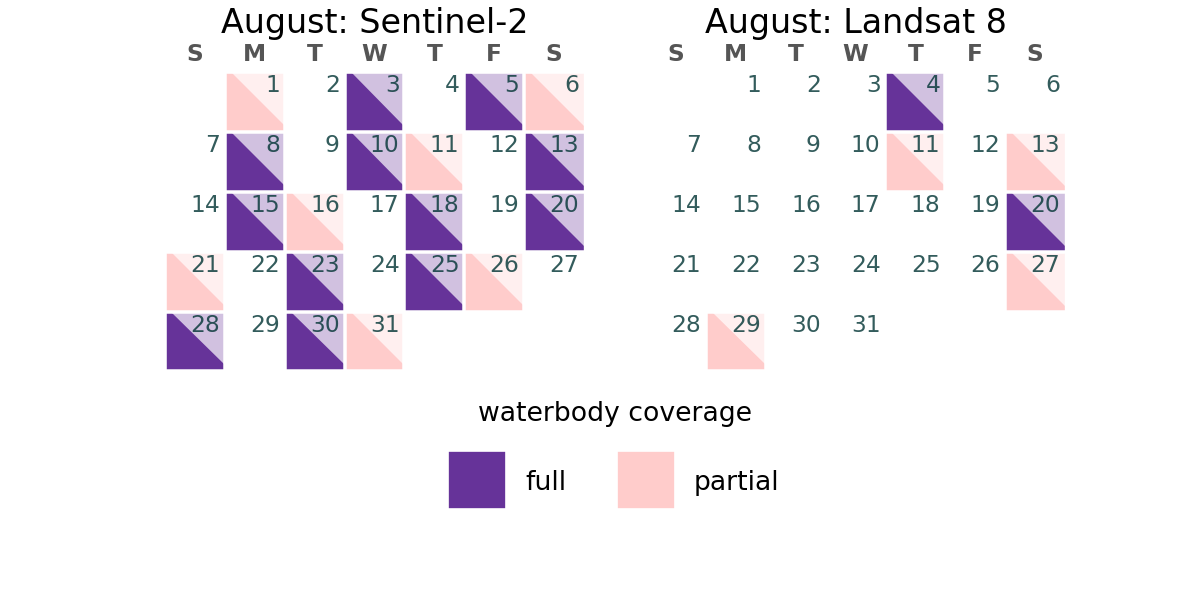 August: Sentinel-2
S M T W T F S
1 2 3 4 5 6
7 8 9 10 11 12 13
14 15 16 17 18 19 20
21 22 23 24 25 26 27
28 29 30 31
August: Landsat 8
S M T W T F S
1 2 3 4 5 6
7 8 9 10 11 12 13
14 15 16 17 18 19 20
21 22 23 24 25 26 27
28 29 30 31
waterbody coverage
full partial